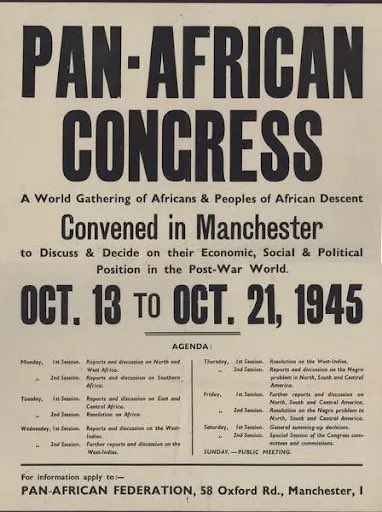 PAN-AFRICAN
CONGRESS
A World Gathering of Africans & Peoples of African Descent
Convened in Manchester
to Discuss & Decide on their Economic, Social & Political
Position in the Post-War World.
OCT. 13 TO OCT. 21, 1945
AGENDA:
Monday, 1st Session. Reports and discussion on North and
West Africa.
„ 2nd Session. Reports and discussion on Southern
Africa.
Tuesday, 1st Session. Reports and discussion on East and
Central Africa.
„ 2nd Session. Resolution on Africa.
Wednesday, 1st Session. Reports and discussion on the West-
Indies.
„ 2nd Session. Further reports and discussion on the
West-Indies.
Thursday, 1st Session. Resolution on the West-Indies.
„ 2nd Session. Reports and discussion on the Negro
problem in North, South and Central
America.
Friday, 1st Session. Further reports and discussion on
North, South and Central America.
„ 2nd Session. Resolution on the Negro problem in
North, South and Central America.
Saturday, 1st Session. General summing-up decisions.
„ 2nd Session. Special Session of the Congress com-
mittees and commissions.
SUNDAY.—PUBLIC MEETING.
For information apply to:—
PAN-AFRICAN FEDERATION, 58 Oxford Rd., Manchester, I